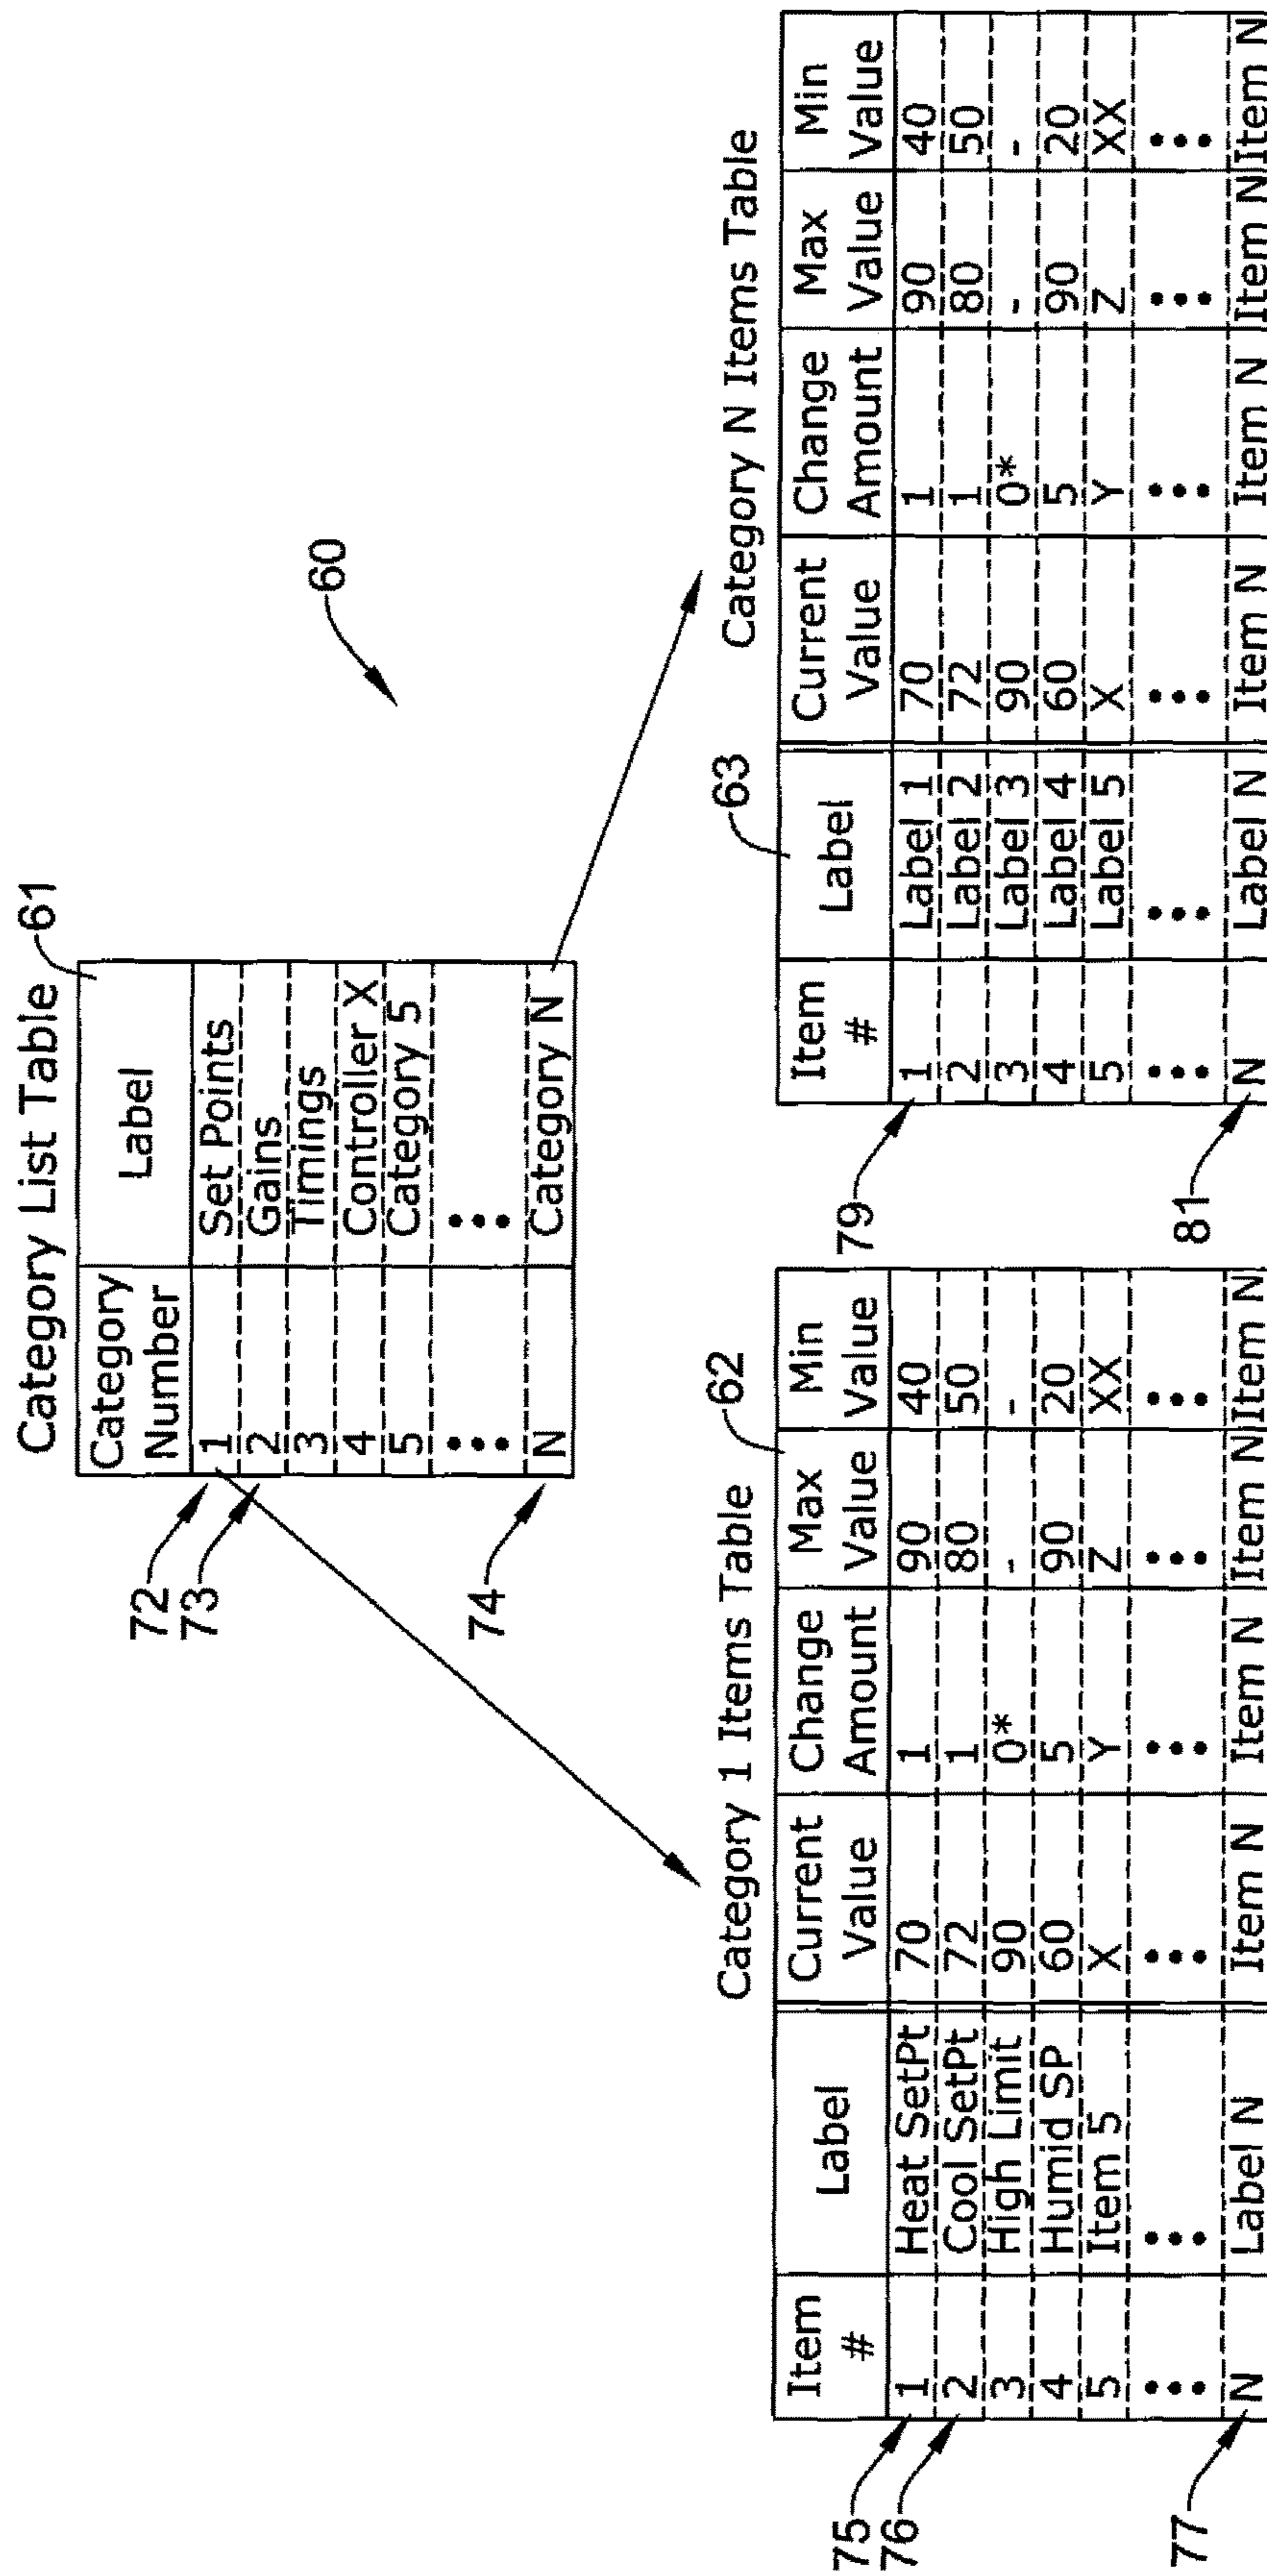 Category List Table
61
Category Number Label
1 Set Points
2 Gains
3 Timings
4 Controller X
5 Category 5
•••  •••
N Category N
72
73
74
60
Category 1 Items Table
62
Item # Label Current Value Change Amount Max Value Min Value
1 Heat SetPt 70 1 90 40
2 Cool SetPt 72 1 80 50
3 High Limit 90 0* - -
4 Humid SP 60 5 90 20
5 Item 5 X Y Z XX
••• ••• ••• ••• ••• •••
N Label N Item N Item N Item N Item N
75
76
77
Category N Items Table
63
Item # Label Current Value Change Amount Max Value Min Value
1 Label 1 70 1 90 40
2 Label 2 72 1 80 50
3 Label 3 90 0* - -
4 Label 4 60 5 90 20
5 Label 5 X Y Z XX
••• ••• ••• ••• ••• •••
N Label N Item N Item N Item N Item N
79
81